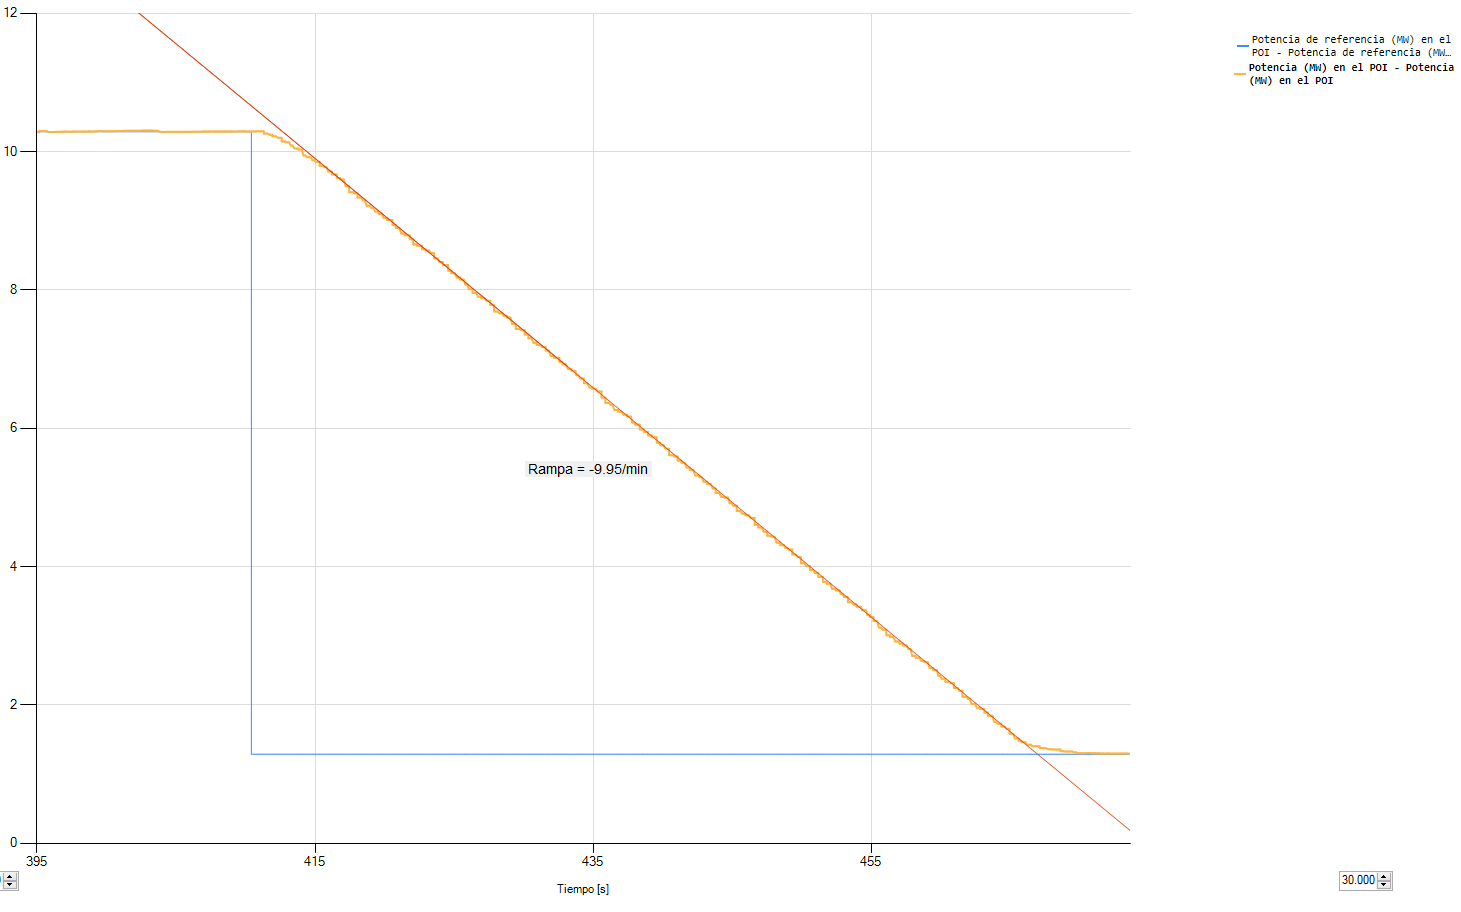 12
10
8
6
4
2
0
395
415
435
455
Tiempo [s]
Rampa = -9.95/min
Potencia de referencia (MW) en el
POI - Potencia de referencia (MW…
Potencia (MW) en el POI - Potencia
(MW) en el POI
30.000